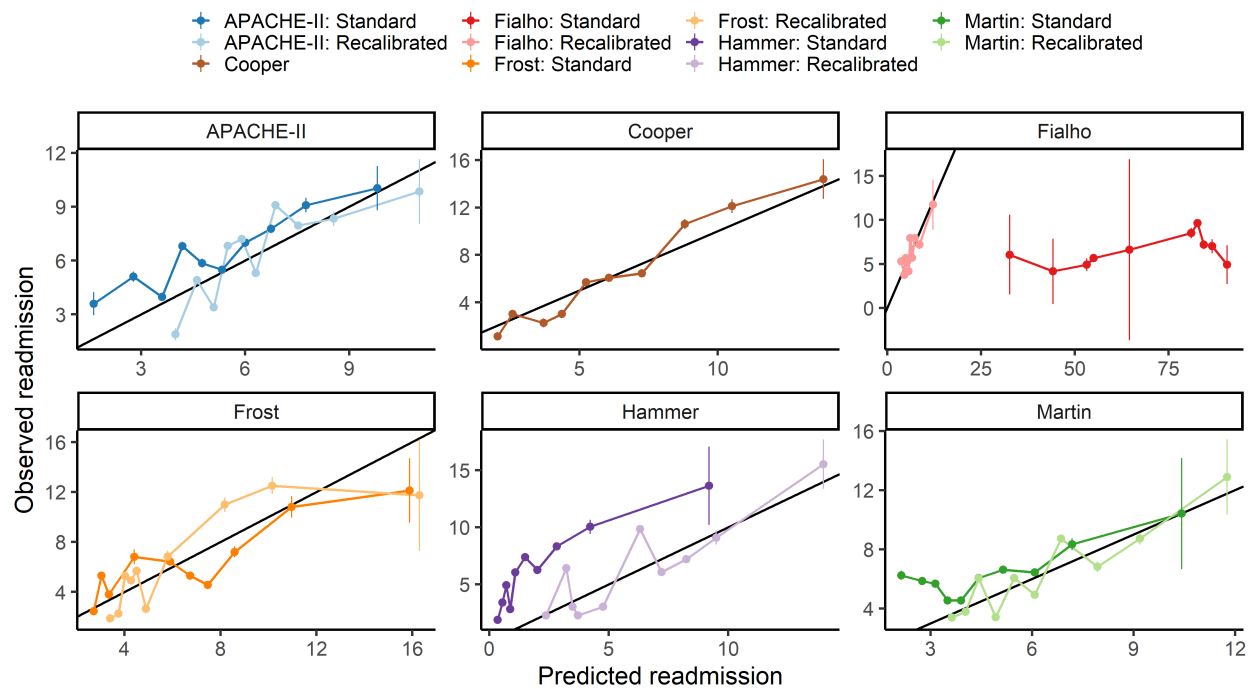 APACHE-II: Standard Fialho: Standard Frost: Recalibrated Martin: Standard
APACHE-II: Recalibrated Fialho: Recalibrated Hammer: Standard Martin: Recalibrated
Cooper Frost: Standard Hammer: Recalibrated
APACHE-II Cooper Fialho
12
9
6
3
3 6 9
16
12
8
4
5 10
15
10
5
0
0 25 50 75
Observed readmission
Frost Hammer Martin
16
12
8
4
4 8 12 16
15
10
5
0 5 10
16
12
8
4
3 6 9 12
Predicted readmission